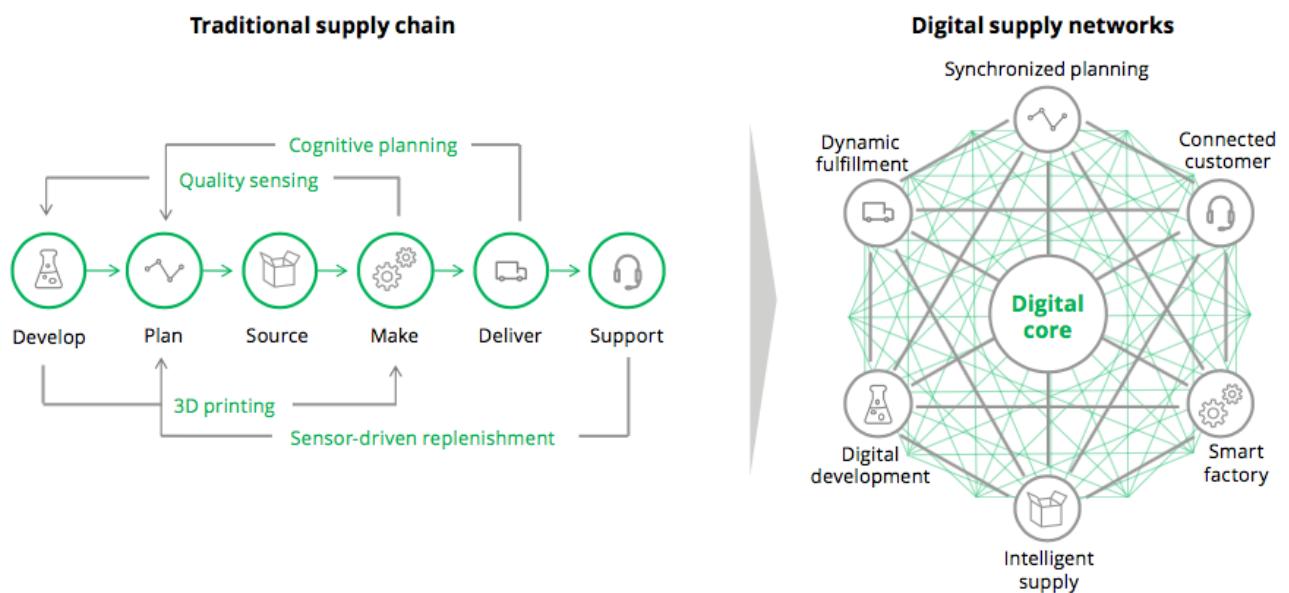 Traditional supply chain
Cognitive planning
Quality sensing
Develop
Plan
Source
Make
Deliver
Support
3D printing
Sensor-driven replenishment
Digital supply networks
Synchronized planning
Dynamic
fulfillment
Connected
customer
Digital
core
Digital
development
Smart
factory
Intelligent
supply